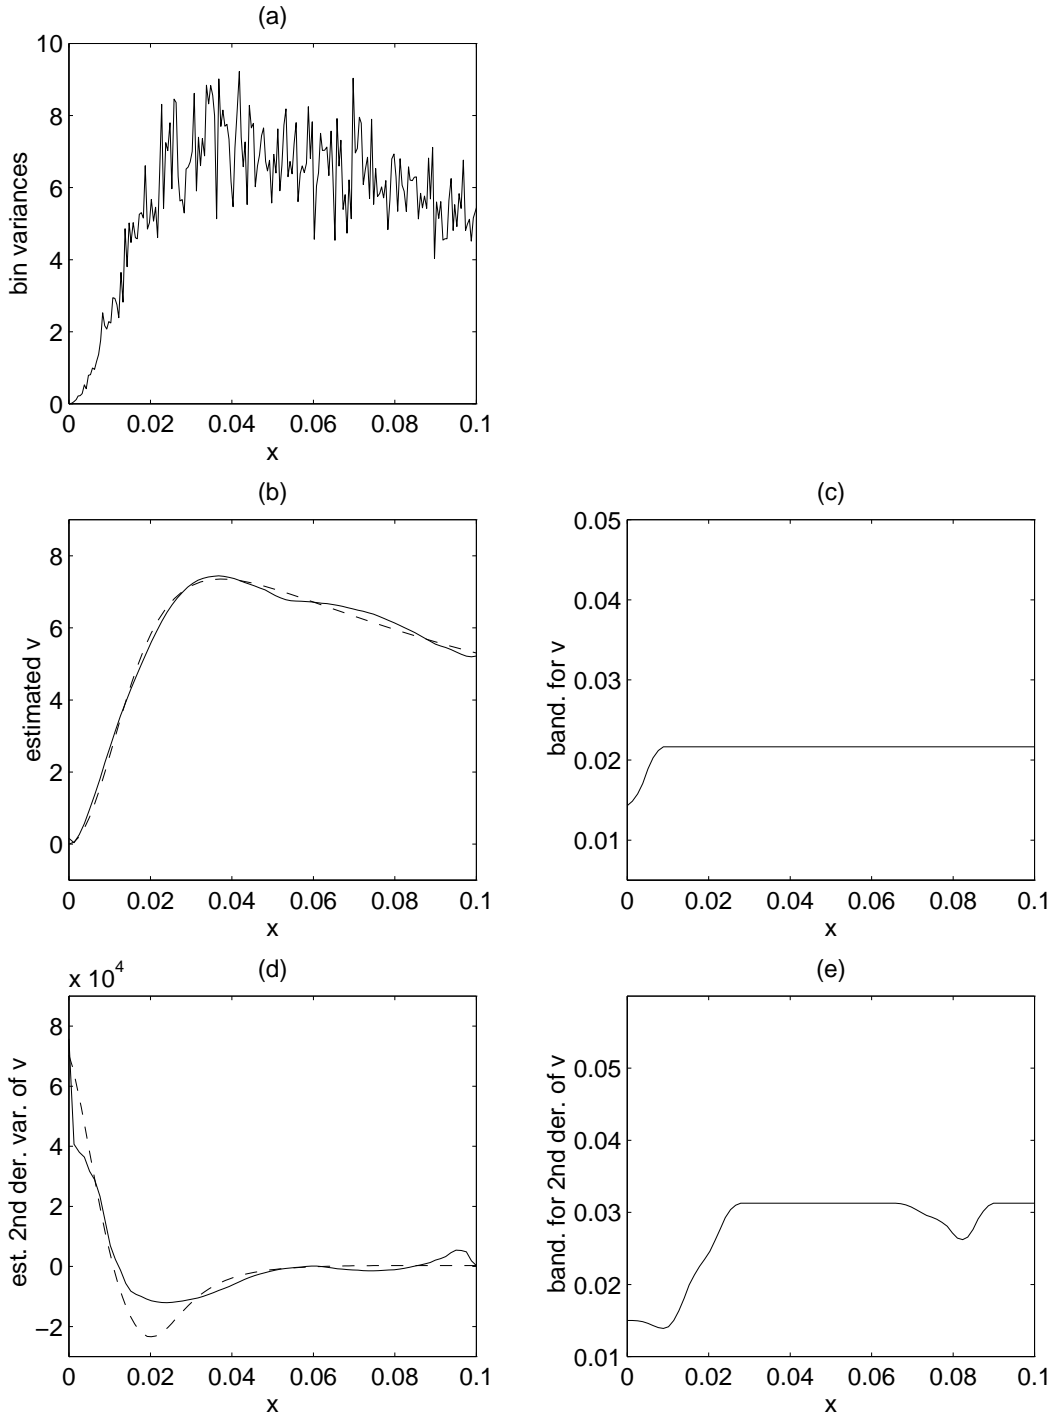 (a)
10
8
6
4
2
0
bin variances
0 0.02 0.04 0.06 0.08 0.1
x
(b)
8
6
4
2
0
estimated v
0 0.02 0.04 0.06 0.08 0.1
x
(c)
0.05
0.04
0.03
0.02
0.01
band. for v
0 0.02 0.04 0.06 0.08 0.1
x
(d)
x 10^4
8
6
4
2
0
−2
est. 2nd der. var. of v
0 0.02 0.04 0.06 0.08 0.1
x
(e)
0.05
0.04
0.03
0.02
0.01
band. for 2nd der. of v
0 0.02 0.04 0.06 0.08 0.1
x